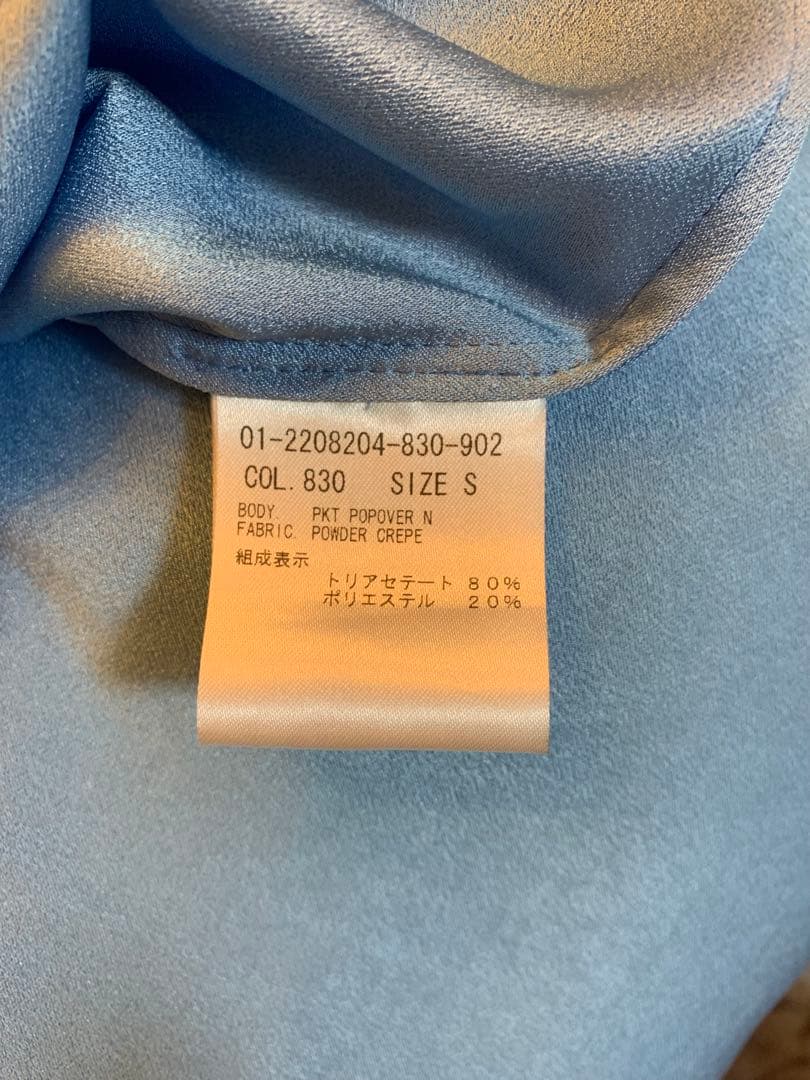 01-2208204-830-902
COL.830 SIZE S
BODY. PKT POPOVER N
FABRIC. POWDER CREPE
組成表示
トリアセテート 80%
ポリエステル 20%